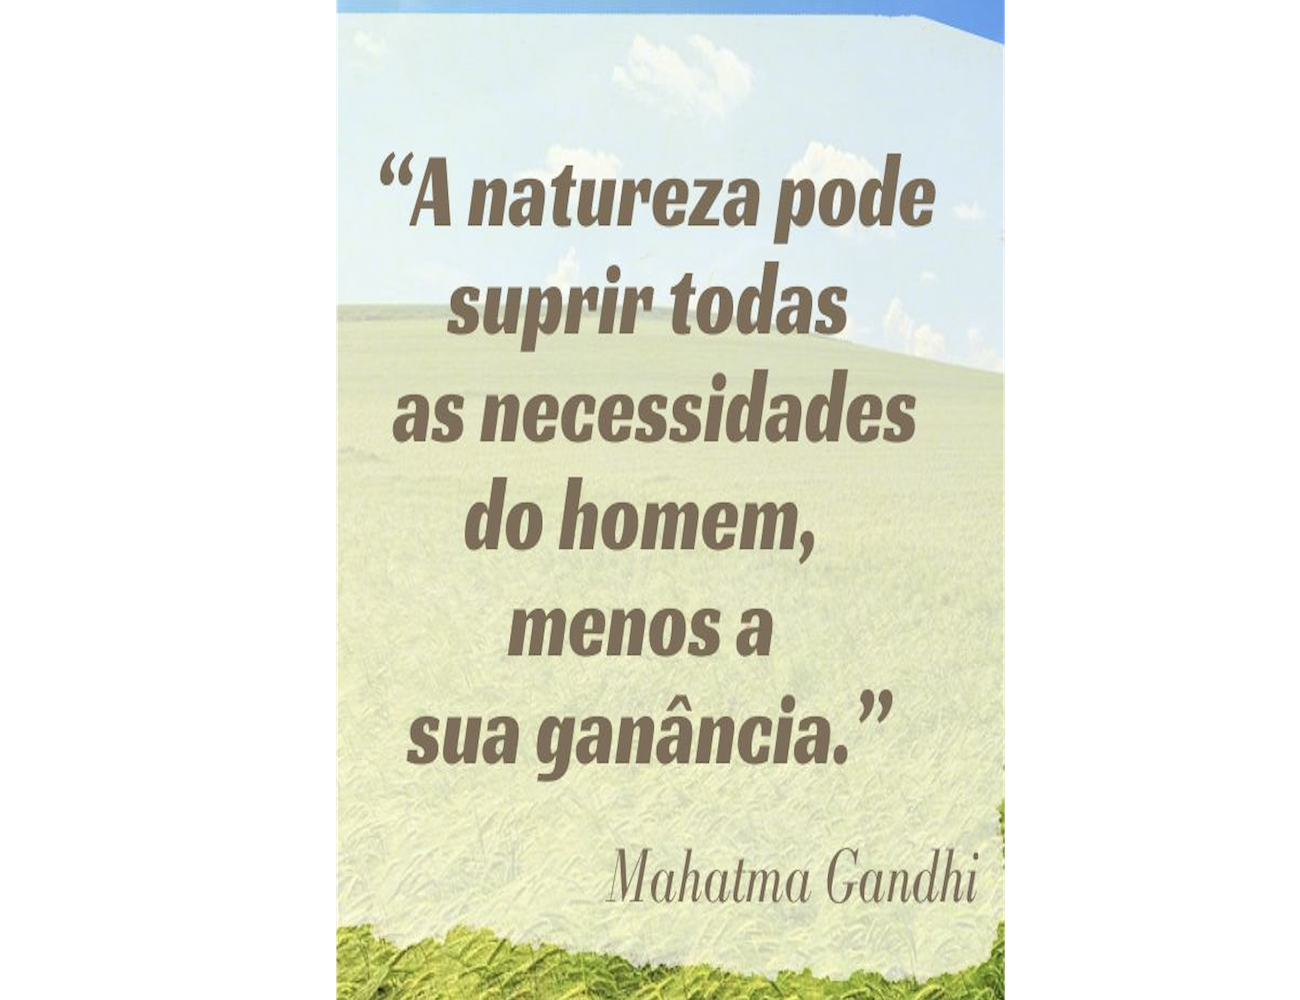 “A natureza pode
suprir todas
as necessidades
do homem,
menos a
sua ganância.”
Mahatma Gandhi